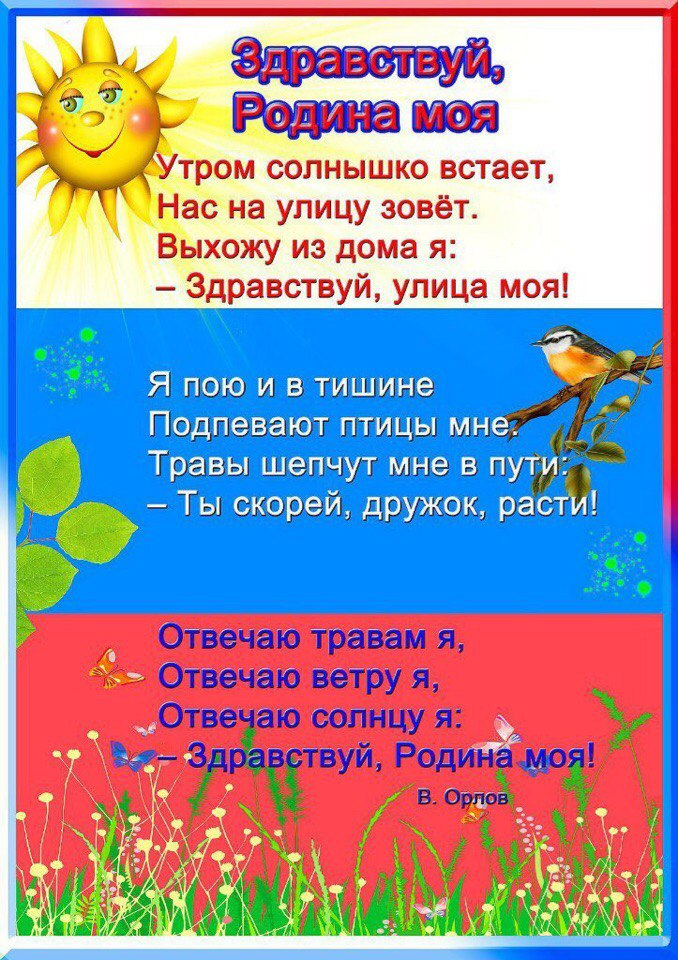 Здравствуй,
Родина моя
Утром солнышко встает,
Нас на улицу зовёт.
Выхожу из дома я:
– Здравствуй, улица моя!
Я пою и в тишине
Подпевают птицы мне.
Травы шепчут мне в пути:
– Ты скорей, дружок, расти!
Отвечаю травам я,
Отвечаю ветру я,
Отвечаю солнцу я:
– Здравствуй, Родина моя!
В. Орлов